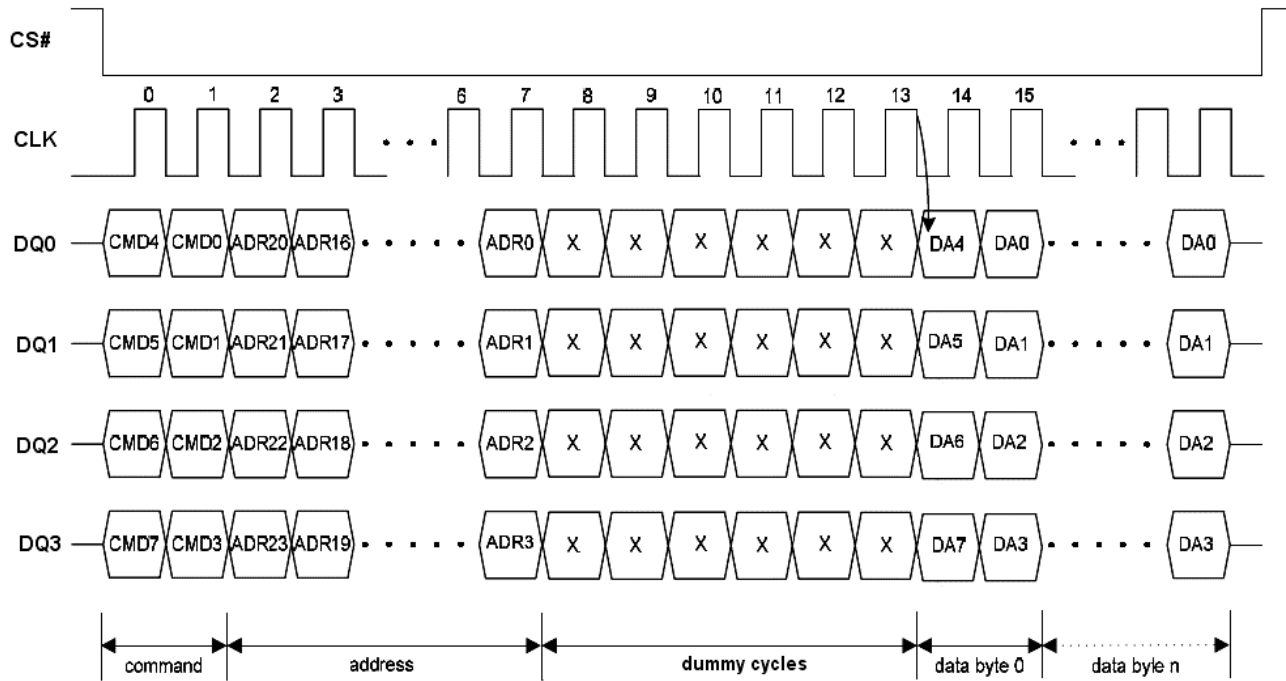 CS#
0 1 2 3 6 7 8 9 10 11 12 13 14 15
CLK
DQ0 CMD4 CMD0 ADR20 ADR16 ADR0 X X X X X X DA4 DA0 DA0
DQ1 CMD5 CMD1 ADR21 ADR17 ADR1 X X X X X X DA5 DA1 DA1
DQ2 CMD6 CMD2 ADR22 ADR18 ADR2 X X X X X X DA6 DA2 DA2
DQ3 CMD7 CMD3 ADR23 ADR19 ADR3 X X X X X X DA7 DA3 DA3
command address dummy cycles data byte 0 data byle n